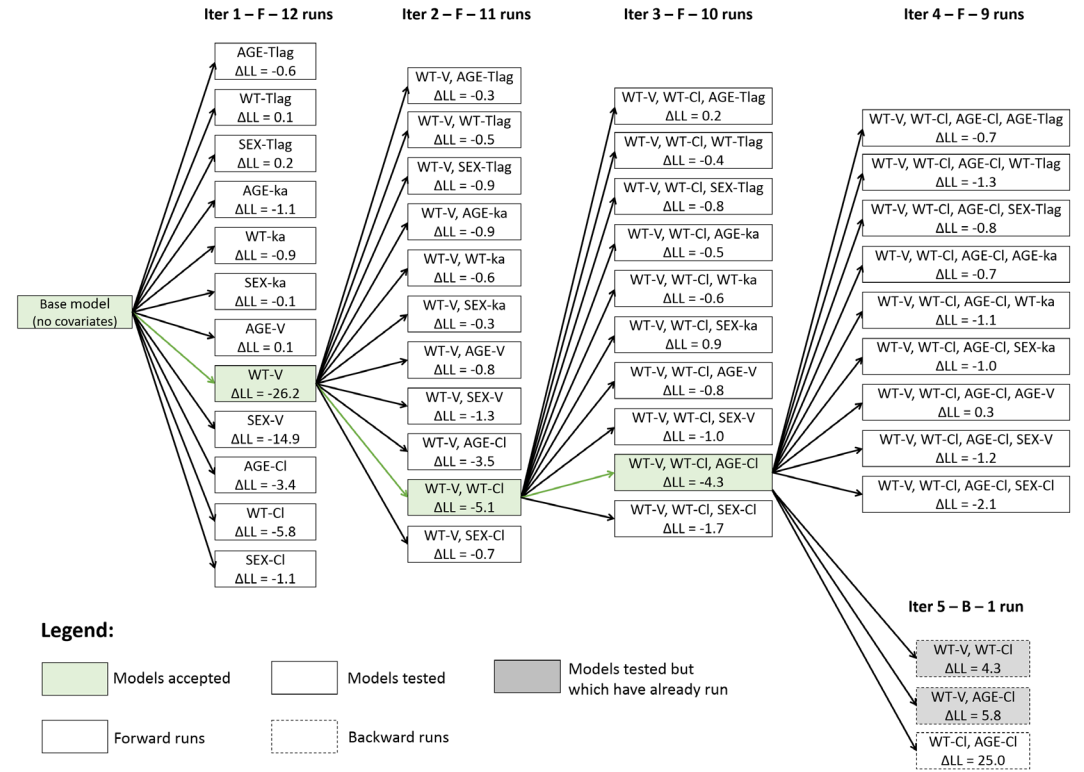 Iter 1 – F – 12 runs
Iter 2 – F – 11 runs
Iter 3 – F – 10 runs
Iter 4 – F – 9 runs
Base model
(no covariates)
AGE-Tlag
ΔLL = -0.6
WT-Tlag
ΔLL = 0.1
SEX-Tlag
ΔLL = 0.2
AGE-ka
ΔLL = -1.1
WT-ka
ΔLL = -0.9
SEX-ka
ΔLL = -0.1
AGE-V
ΔLL = 0.1
WT-V
ΔLL = -26.2
SEX-V
ΔLL = -14.9
AGE-Cl
ΔLL = -3.4
WT-Cl
ΔLL = -5.8
SEX-Cl
ΔLL = -1.1
WT-V, AGE-Tlag
ΔLL = -0.3
WT-V, WT-Tlag
ΔLL = -0.5
WT-V, SEX-Tlag
ΔLL = -0.9
WT-V, AGE-ka
ΔLL = -0.9
WT-V, WT-ka
ΔLL = -0.6
WT-V, SEX-ka
ΔLL = -0.3
WT-V, AGE-V
ΔLL = -0.8
WT-V, SEX-V
ΔLL = -1.3
WT-V, AGE-Cl
ΔLL = -3.5
WT-V, WT-Cl
ΔLL = -5.1
WT-V, SEX-Cl
ΔLL = -0.7
WT-V, WT-Cl, AGE-Tlag
ΔLL = 0.2
WT-V, WT-Cl, WT-Tlag
ΔLL = -0.4
WT-V, WT-Cl, SEX-Tlag
ΔLL = -0.8
WT-V, WT-Cl, AGE-ka
ΔLL = -0.5
WT-V, WT-Cl, WT-ka
ΔLL = -0.6
WT-V, WT-Cl, SEX-ka
ΔLL = 0.9
WT-V, WT-Cl, AGE-V
ΔLL = -0.8
WT-V, WT-Cl, SEX-V
ΔLL = -1.0
WT-V, WT-Cl, AGE-Cl
ΔLL = -4.3
WT-V, WT-Cl, SEX-Cl
ΔLL = -1.7
WT-V, WT-Cl, AGE-Cl, AGE-Tlag
ΔLL = -0.7
WT-V, WT-Cl, AGE-Cl, WT-Tlag
ΔLL = -1.3
WT-V, WT-Cl, AGE-Cl, SEX-Tlag
ΔLL = -0.8
WT-V, WT-Cl, AGE-Cl, AGE-ka
ΔLL = -0.7
WT-V, WT-Cl, AGE-Cl, WT-ka
ΔLL = -1.1
WT-V, WT-Cl, AGE-Cl, SEX-ka
ΔLL = -1.0
WT-V, WT-Cl, AGE-Cl, AGE-V
ΔLL = 0.3
WT-V, WT-Cl, AGE-Cl, SEX-V
ΔLL = -1.2
WT-V, WT-Cl, AGE-Cl, SEX-Cl
ΔLL = -2.1
Iter 5 – B – 1 run
WT-V, WT-Cl
ΔLL = 4.3
WT-V, AGE-Cl
ΔLL = 5.8
WT-Cl, AGE-Cl
ΔLL = 25.0
Legend:
Models accepted
Models tested
Models tested but
which have already run
Forward runs
Backward runs